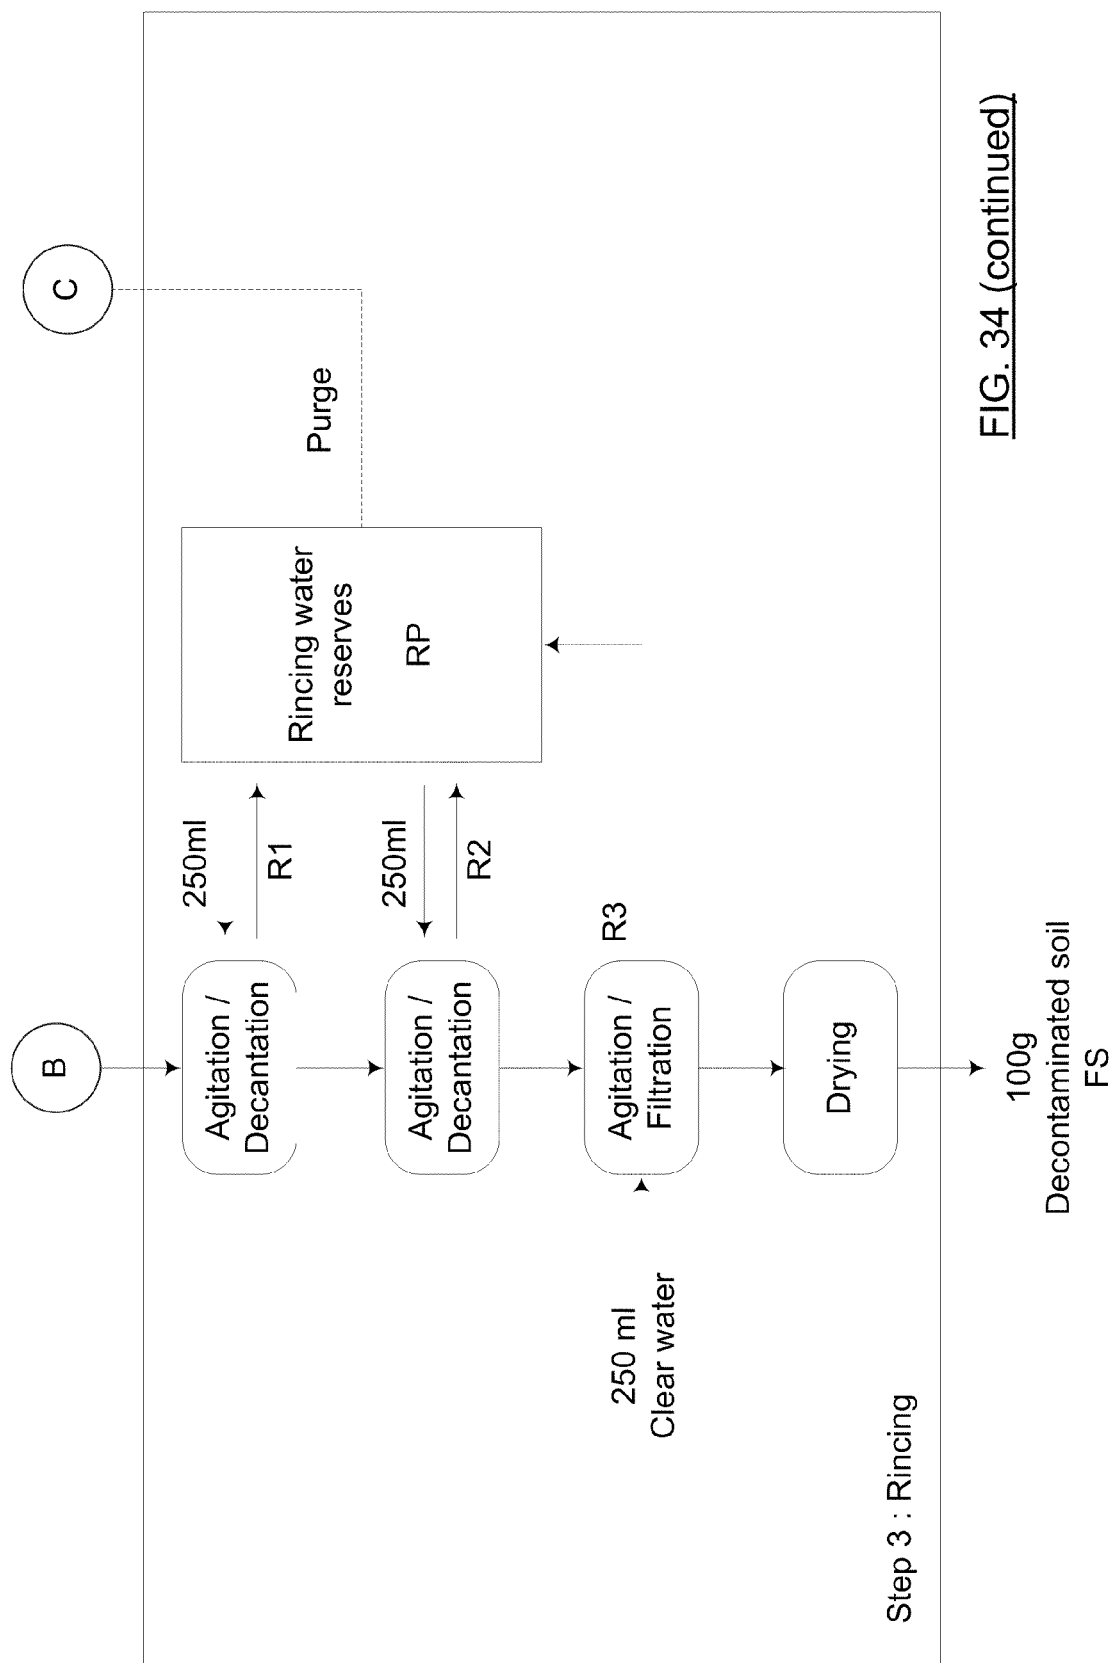 B
C
Agitation /
Decantation
250ml
R1
Rincing water
reserves
RP
Purge
Agitation /
Decantation
250ml
R2
250 ml
Clear water
Agitation /
Filtration
R3
Drying
Step 3 : Rincing
100g
Decontaminated soil
FS
FIG. 34 (continued)